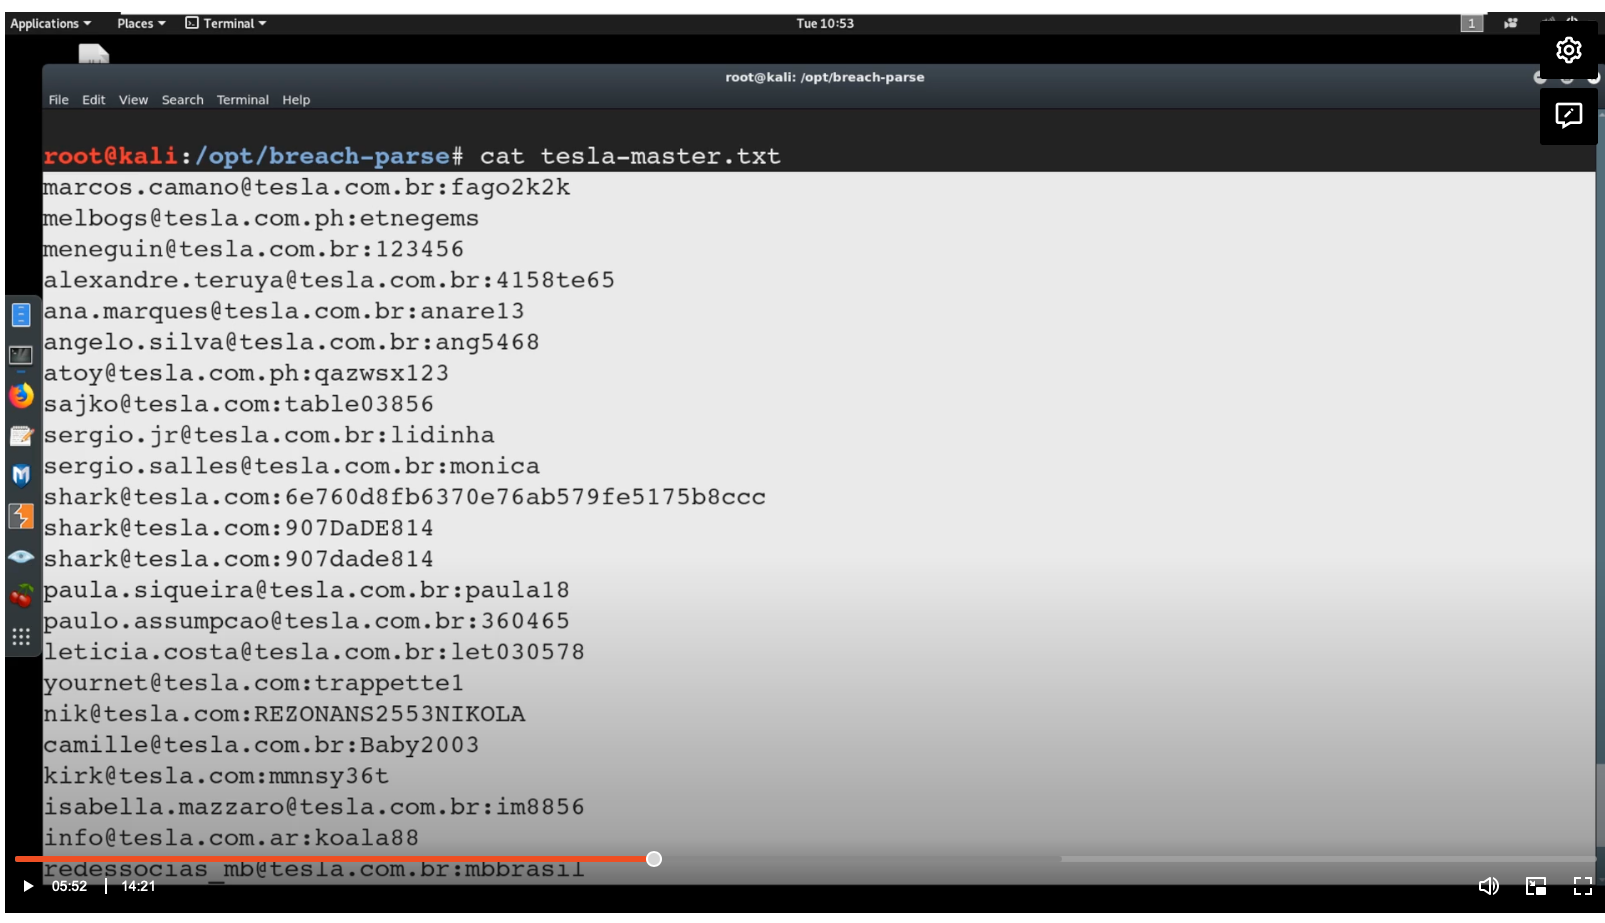 Applications Places Terminal Tue 10:53 1
root@kali: /opt/breach-parse
File Edit View Search Terminal Help
root@kali:/opt/breach-parse# cat tesla-master.txt
marcos.camano@tesla.com.br:fago2k2k
melbogs@tesla.com.ph:etnegems
meneguin@tesla.com.br:123456
alexandre.teruya@tesla.com.br:4158te65
ana.marques@tesla.com.br:anare13
angelo.silva@tesla.com.br:ang5468
atoy@tesla.com.ph:qazwsx123
sajko@tesla.com:table03856
sergio.jr@tesla.com.br:lidinha
sergio.salles@tesla.com.br:monica
shark@tesla.com:6e760d8fb6370e76ab579fe5175b8ccc
shark@tesla.com:907DaDE814
shark@tesla.com:907dade814
paula.siqueira@tesla.com.br:paula18
paulo.assumpcao@tesla.com.br:360465
leticia.costa@tesla.com.br:let030578
yournet@tesla.com:trappette1
nik@tesla.com:REZONANS2553NIKOLA
camille@tesla.com.br:Baby2003
kirk@tesla.com:mmnsy36t
isabella.mazzaro@tesla.com.br:im8856
info@tesla.com.ar:koala88
redessocias_mb@tesla.com.br:mbbrasil
05:52 | 14:21